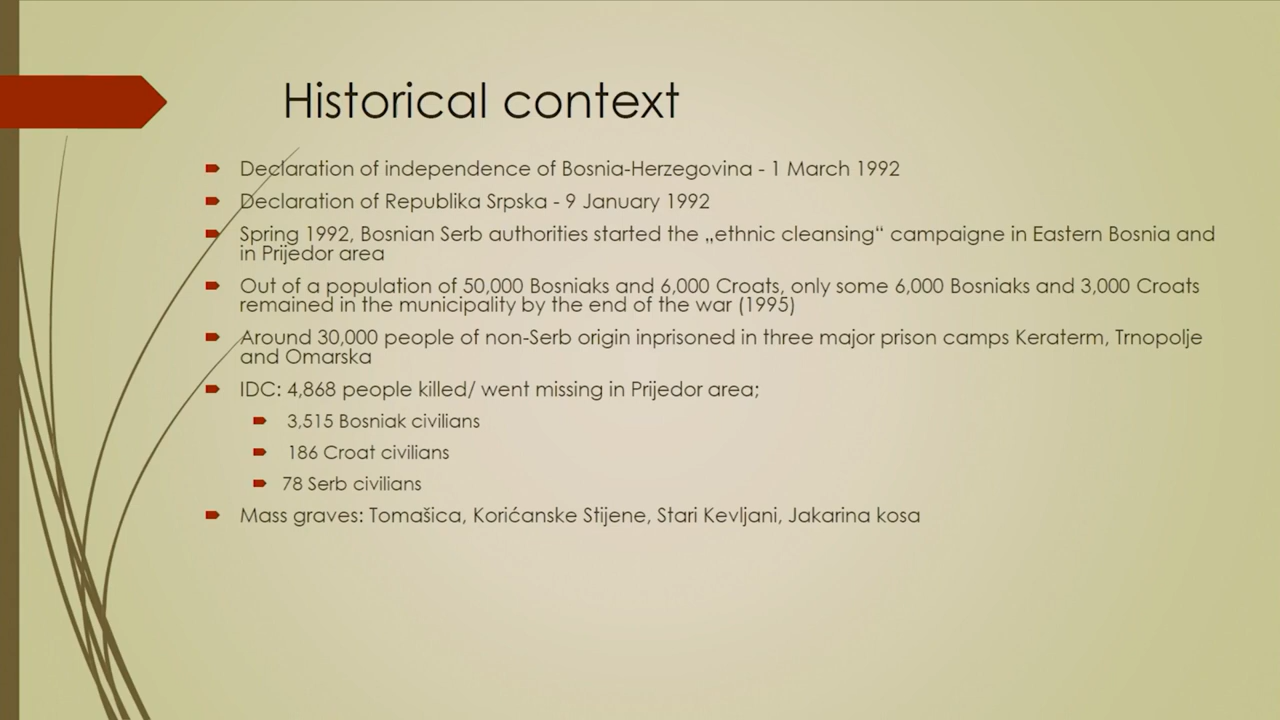 Historical context
Declaration of independence of Bosnia-Herzegovina - 1 March 1992
Declaration of Republika Srpska - 9 January 1992
Spring 1992, Bosnian Serb authorities started the „ethnic cleansing“ campaigne in Eastern Bosnia and
in Prijedor area
Out of a population of 50,000 Bosniaks and 6,000 Croats, only some 6,000 Bosniaks and 3,000 Croats
remained in the municipality by the end of the war (1995)
Around 30,000 people of non-Serb origin inprisoned in three major prison camps Keraterm, Trnopolje
and Omarska
IDC: 4,868 people killed/ went missing in Prijedor area;
3,515 Bosniak civilians
186 Croat civilians
78 Serb civilians
Mass graves: Tomašica, Korićanske Stijene, Stari Kevljani, Jakarina kosa